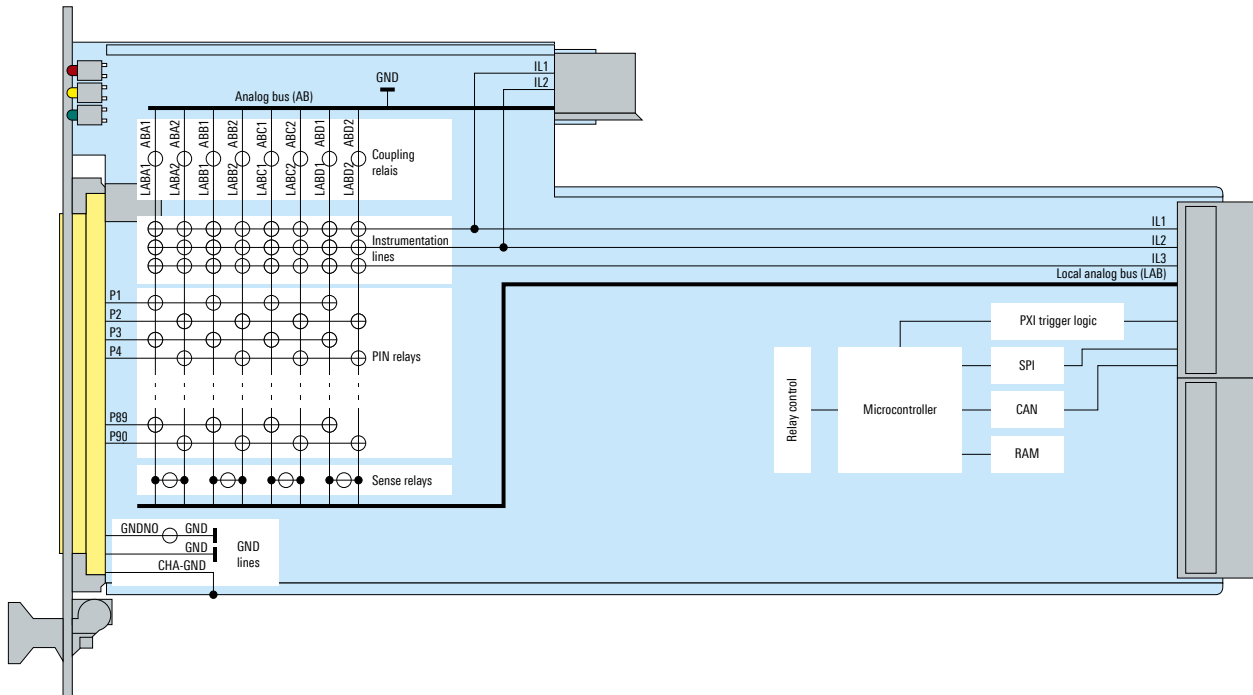 IL1
IL2
GND
Analog bus (AB)
ABA1 ABA2 ABB1 ABB2 ABC1 ABC2 ABD1 ABD2
Coupling
relais
LABA1 LABA2 LABB1 LABB2 LABC1 LABC2 LABD1 LABD2
IL1
Instrumentation
lines
IL2
IL3
Local analog bus (LAB)
P1
P2
P3
P4
PIN relays
P89
P90
Sense relays
PXI trigger logic
SPI
Relay control
Microcontroller
CAN
RAM
GNDNO GND
GND
GND
lines
CHA-GND